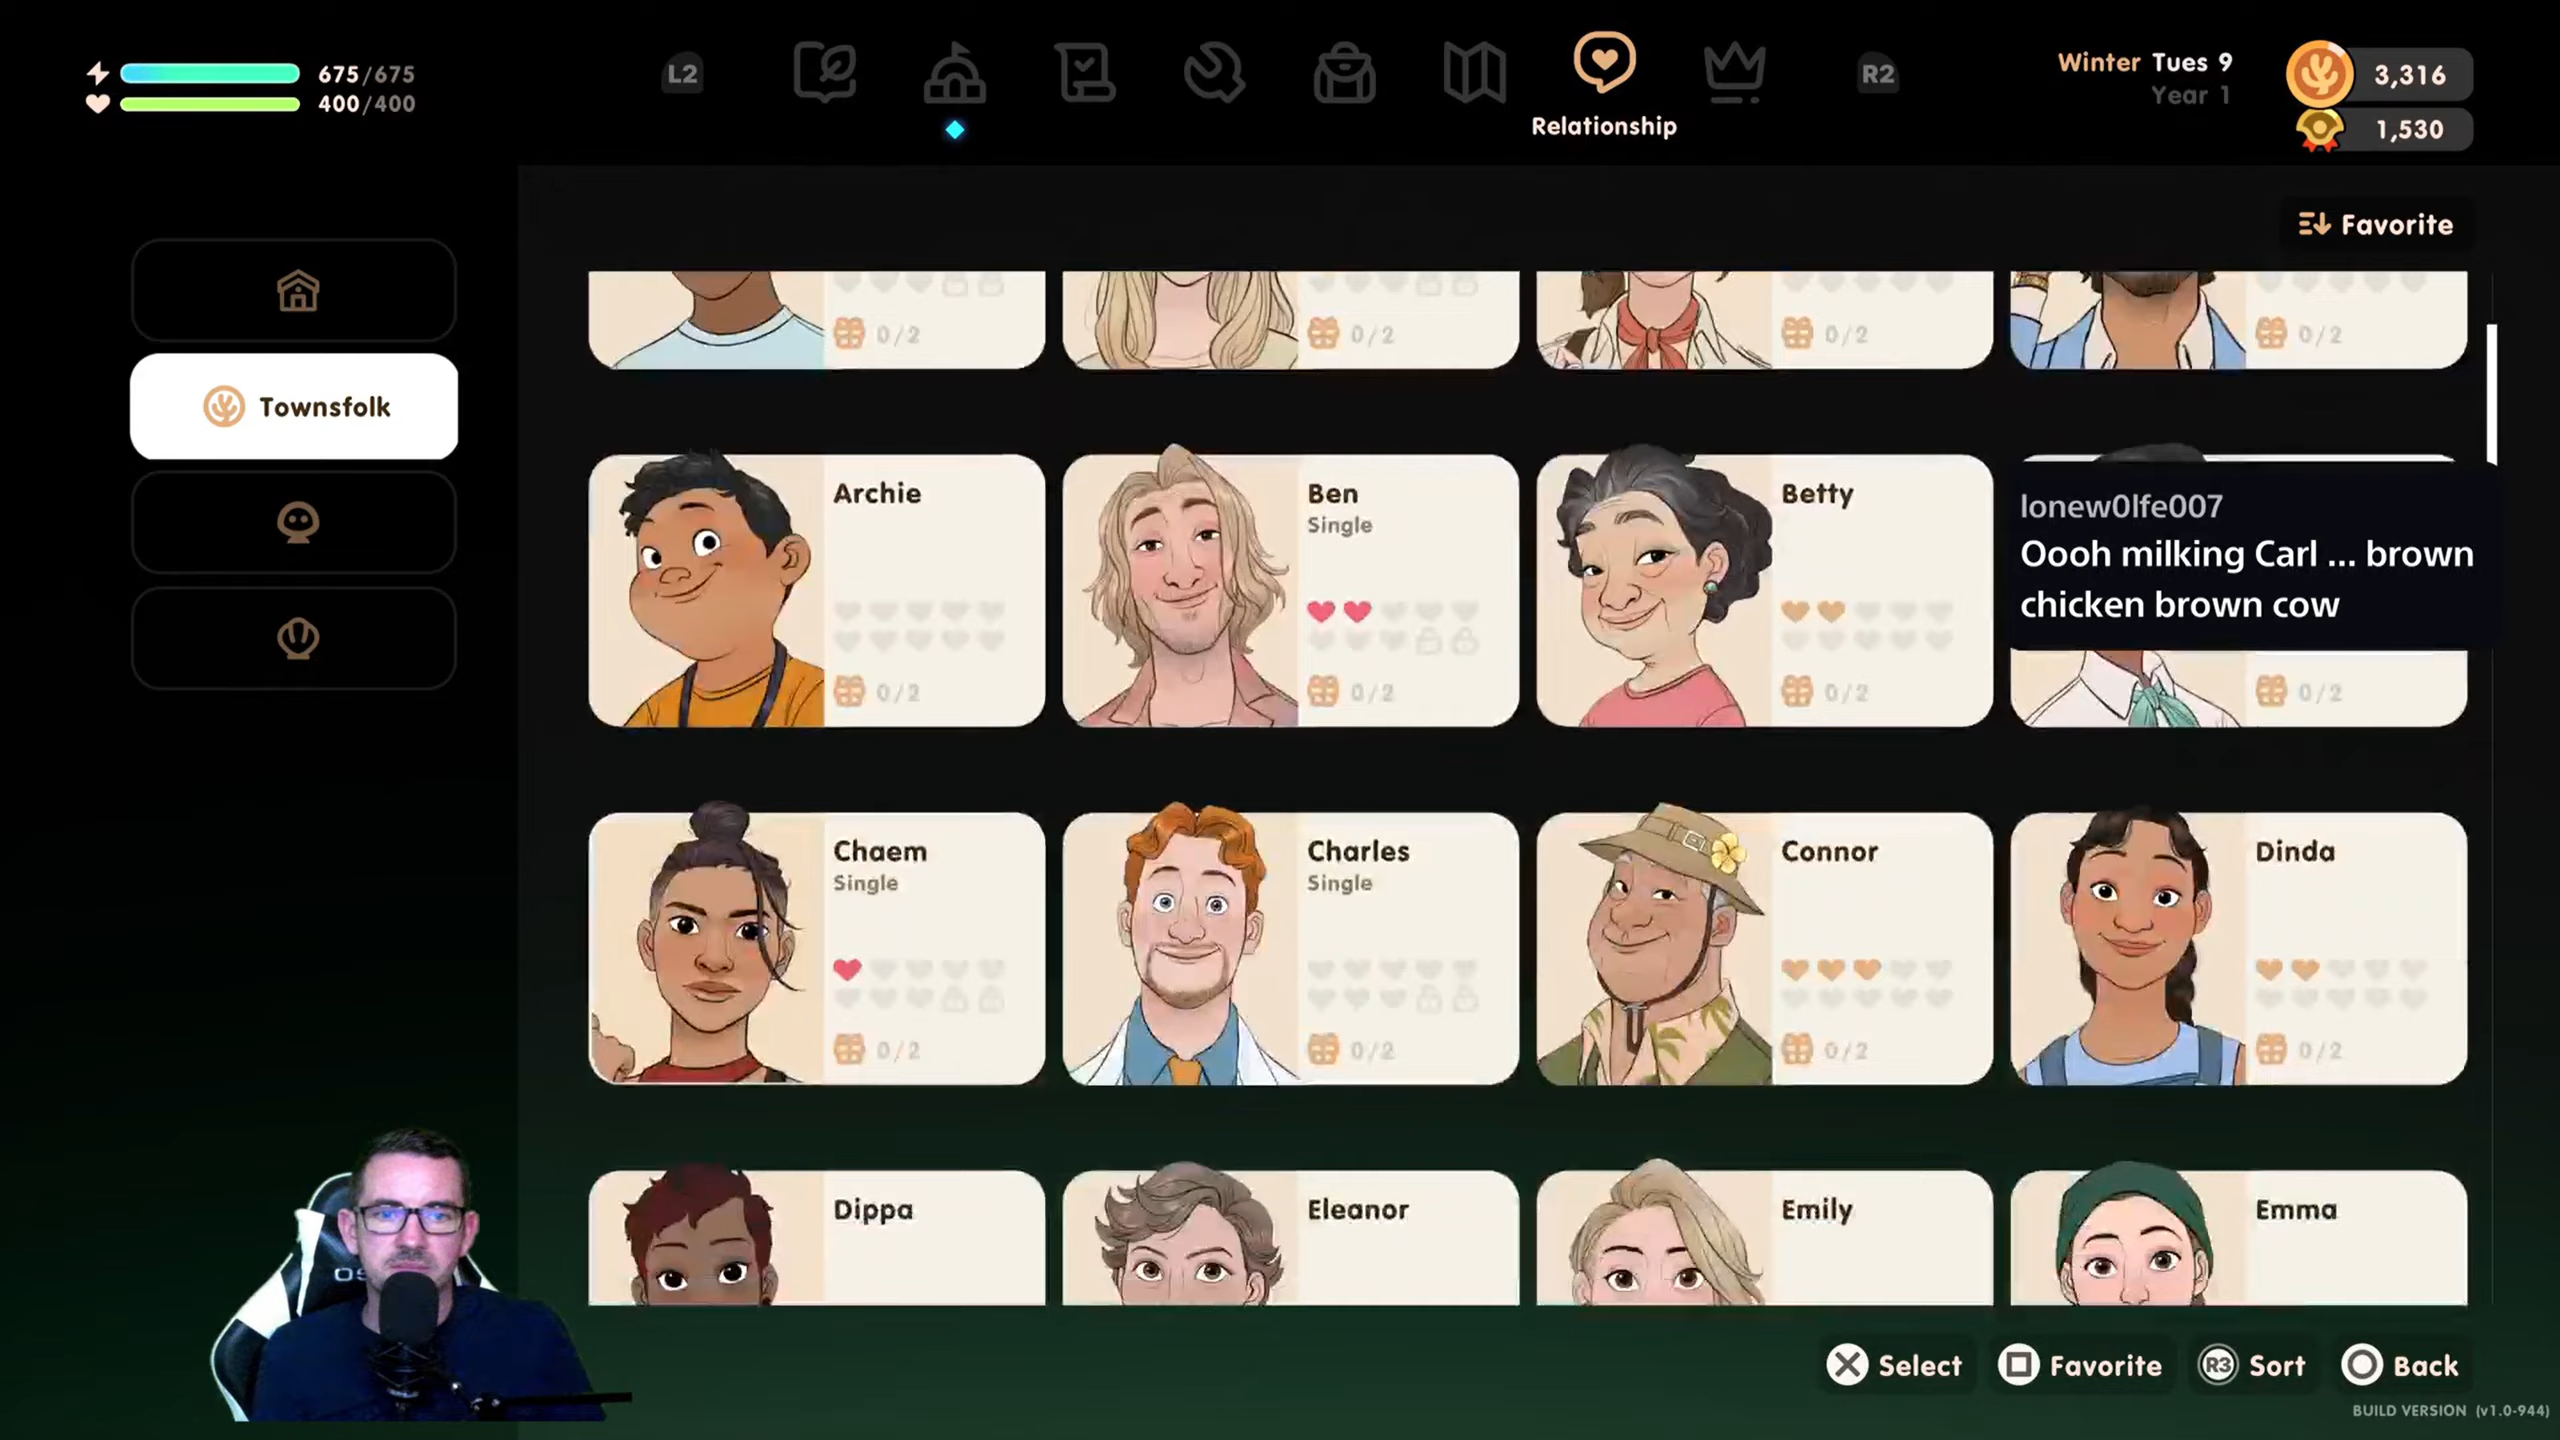 675/675
400/400
L2
R2
Relationship
Winter Tues 9
Year 1
3,316
1,530
Favorite
Townsfolk
0/2
0/2
0/2
0/2
Archie
0/2
Ben
Single
0/2
Betty
0/2
lonew0lfe007
Oooh milking Carl ... brown
chicken brown cow
0/2
Chaem
Single
0/2
Charles
Single
0/2
Connor
0/2
Dinda
0/2
Dippa
Eleanor
Emily
Emma
Select
Favorite
R3 Sort
Back
BUILD VERSION (v1.0-944)